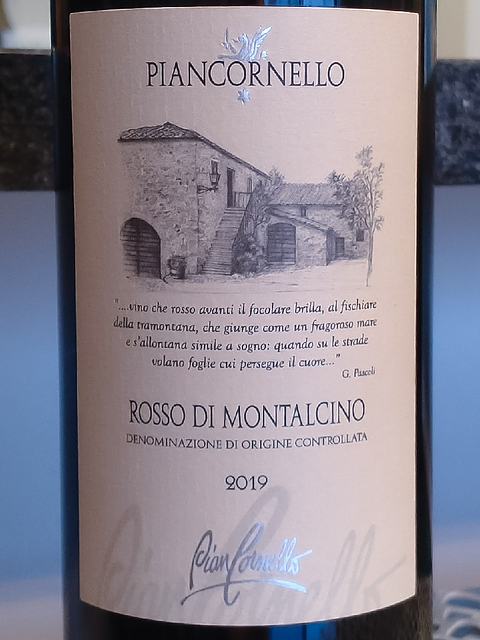 PIANCORNELLO
"....vino che rosso avanti il focolare brilla, al fischiare
della tramontana, che giunge come un fragoroso mare
e s'allontana simile a sogno: quando su le strade
volano foglie cui persegue il cuore..."
G. Pascoli
ROSSO DI MONTALCINO
DENOMINAZIONE DI ORIGINE CONTROLLATA
2019
Pian Cornello